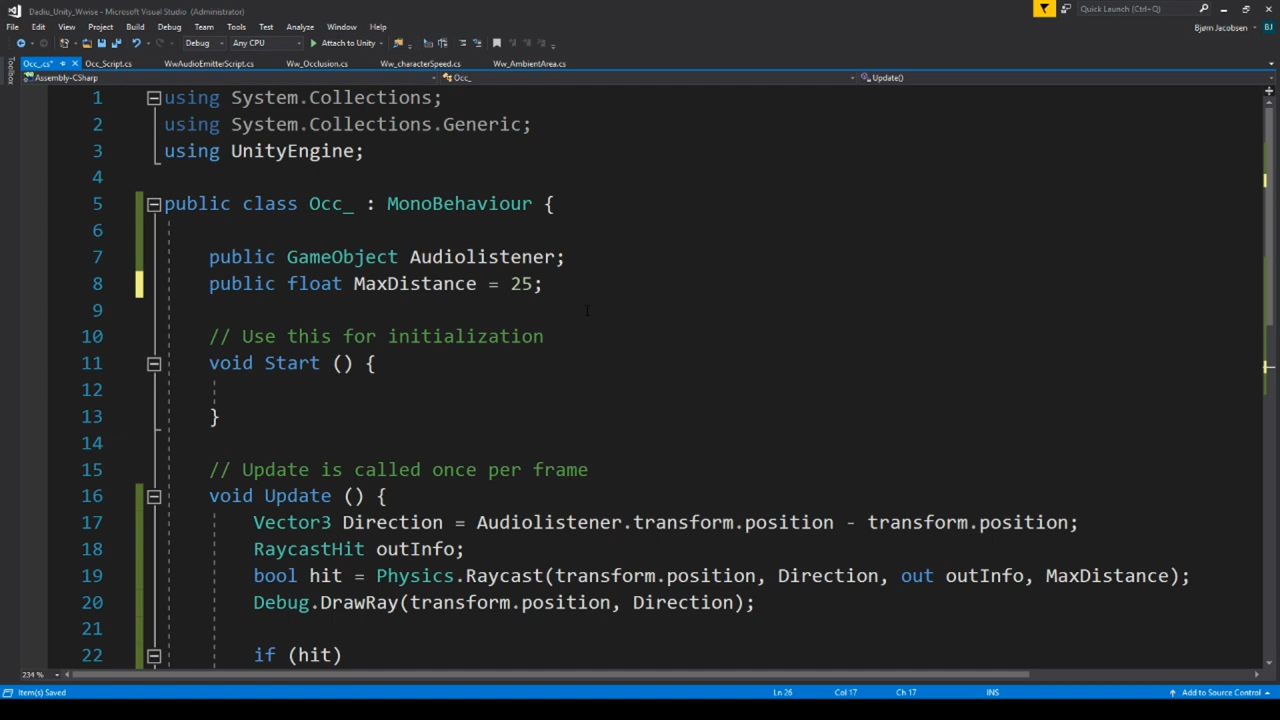 Dadiu_Unity_Wwise - Microsoft Visual Studio (Administrator)
Quick Launch (Ctrl+Q)
File Edit View Project Build Debug Team Tools Test Analyze Window Help
Bjørn Jacobsen BJ
Debug Any CPU Attach to Unity
Occ_.cs* Occ_Script.cs WwAudioEmitterScript.cs Ww_Occlusion.cs Ww_characterSpeed.cs Ww_AmbientArea.cs
Toolbox
Assembly-CSharp Occ_ Update()
1 using System.Collections;
2 using System.Collections.Generic;
3 using UnityEngine;
4
5 public class Occ_ : MonoBehaviour {
6
7 public GameObject Audiolistener;
8 public float MaxDistance = 25;
9
10 // Use this for initialization
11 void Start () {
12
13 }
14
15 // Update is called once per frame
16 void Update () {
17 Vector3 Direction = Audiolistener.transform.position - transform.position;
18 RaycastHit outInfo;
19 bool hit = Physics.Raycast(transform.position, Direction, out outInfo, MaxDistance);
20 Debug.DrawRay(transform.position, Direction);
21
22 if (hit)
234 %
Item(s) Saved Ln 26 Col 17 Ch 17 INS Add to Source Control